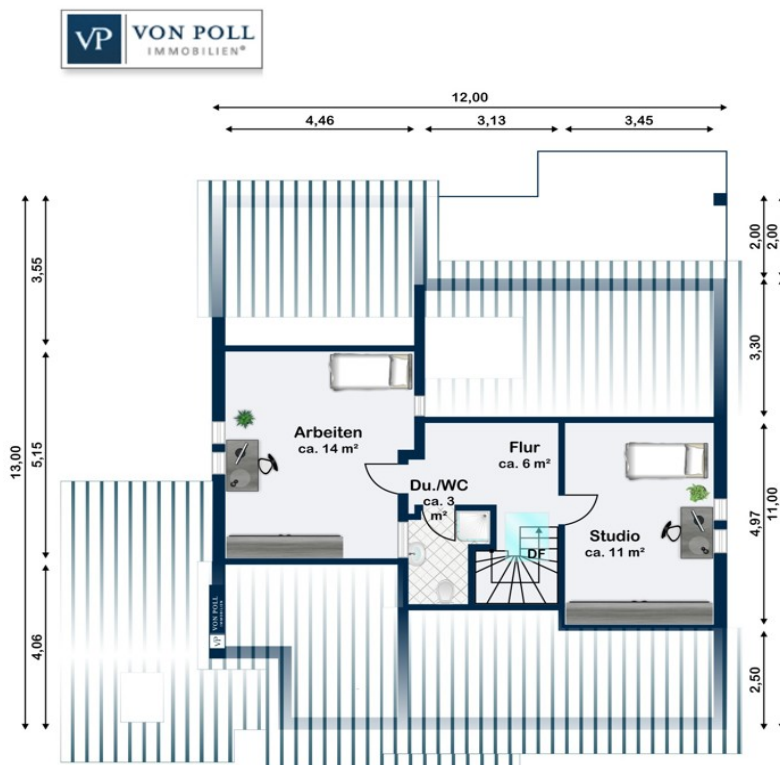 VP
VON POLL
IMMOBILIEN®
12,00
4,46
3,13
3,45
3,55
5,15
13,00
4,06
2,00
2,00
3,30
4,97
11,00
2,50
Arbeiten
ca. 14 m²
Flur
ca. 6 m²
Du./WC
ca. 3
m²
Studio
ca. 11 m²
DF
VP
VON POLL
IMMOBILIEN